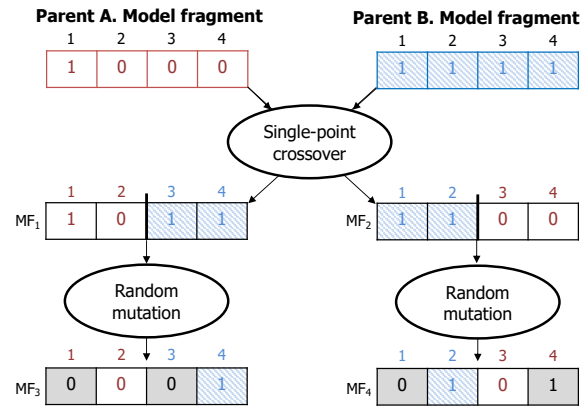 Parent A. Model fragment Parent B. Model fragment
1 2 3 4 1 2 3 4
1 0 0 0 1 1 1 1
Single-point
crossover
1 2 3 4 1 2 3 4
MF1 1 0 1 1 MF2 1 1 0 0
Random Random
mutation mutation
1 2 3 4 1 2 3 4
MF3 0 0 0 1 MF4 0 1 0 1